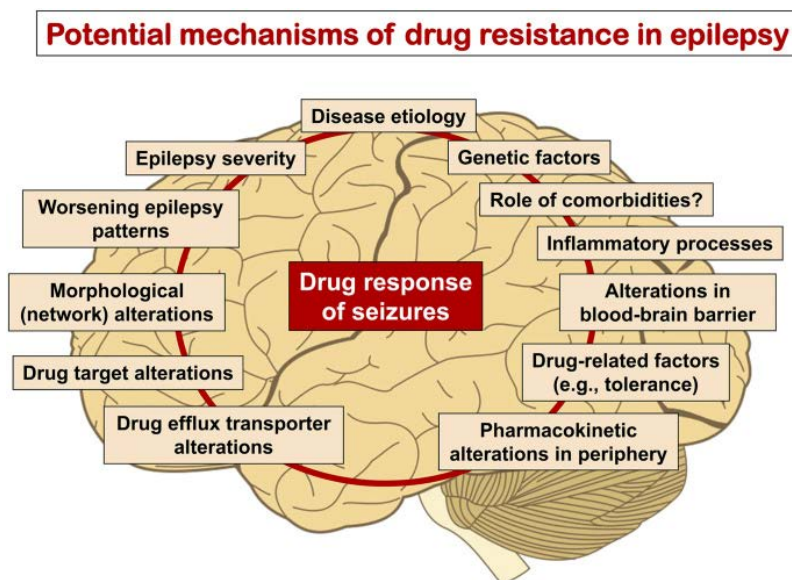 Potential mechanisms of drug resistance in epilepsy
Disease etiology
Epilepsy severity
Genetic factors
Worsening epilepsy
patterns
Role of comorbidities?
Inflammatory processes
Morphological
(network) alterations
Drug response
of seizures
Alterations in
blood-brain barrier
Drug target alterations
Drug-related factors
(e.g., tolerance)
Drug efflux transporter
alterations
Pharmacokinetic
alterations in periphery